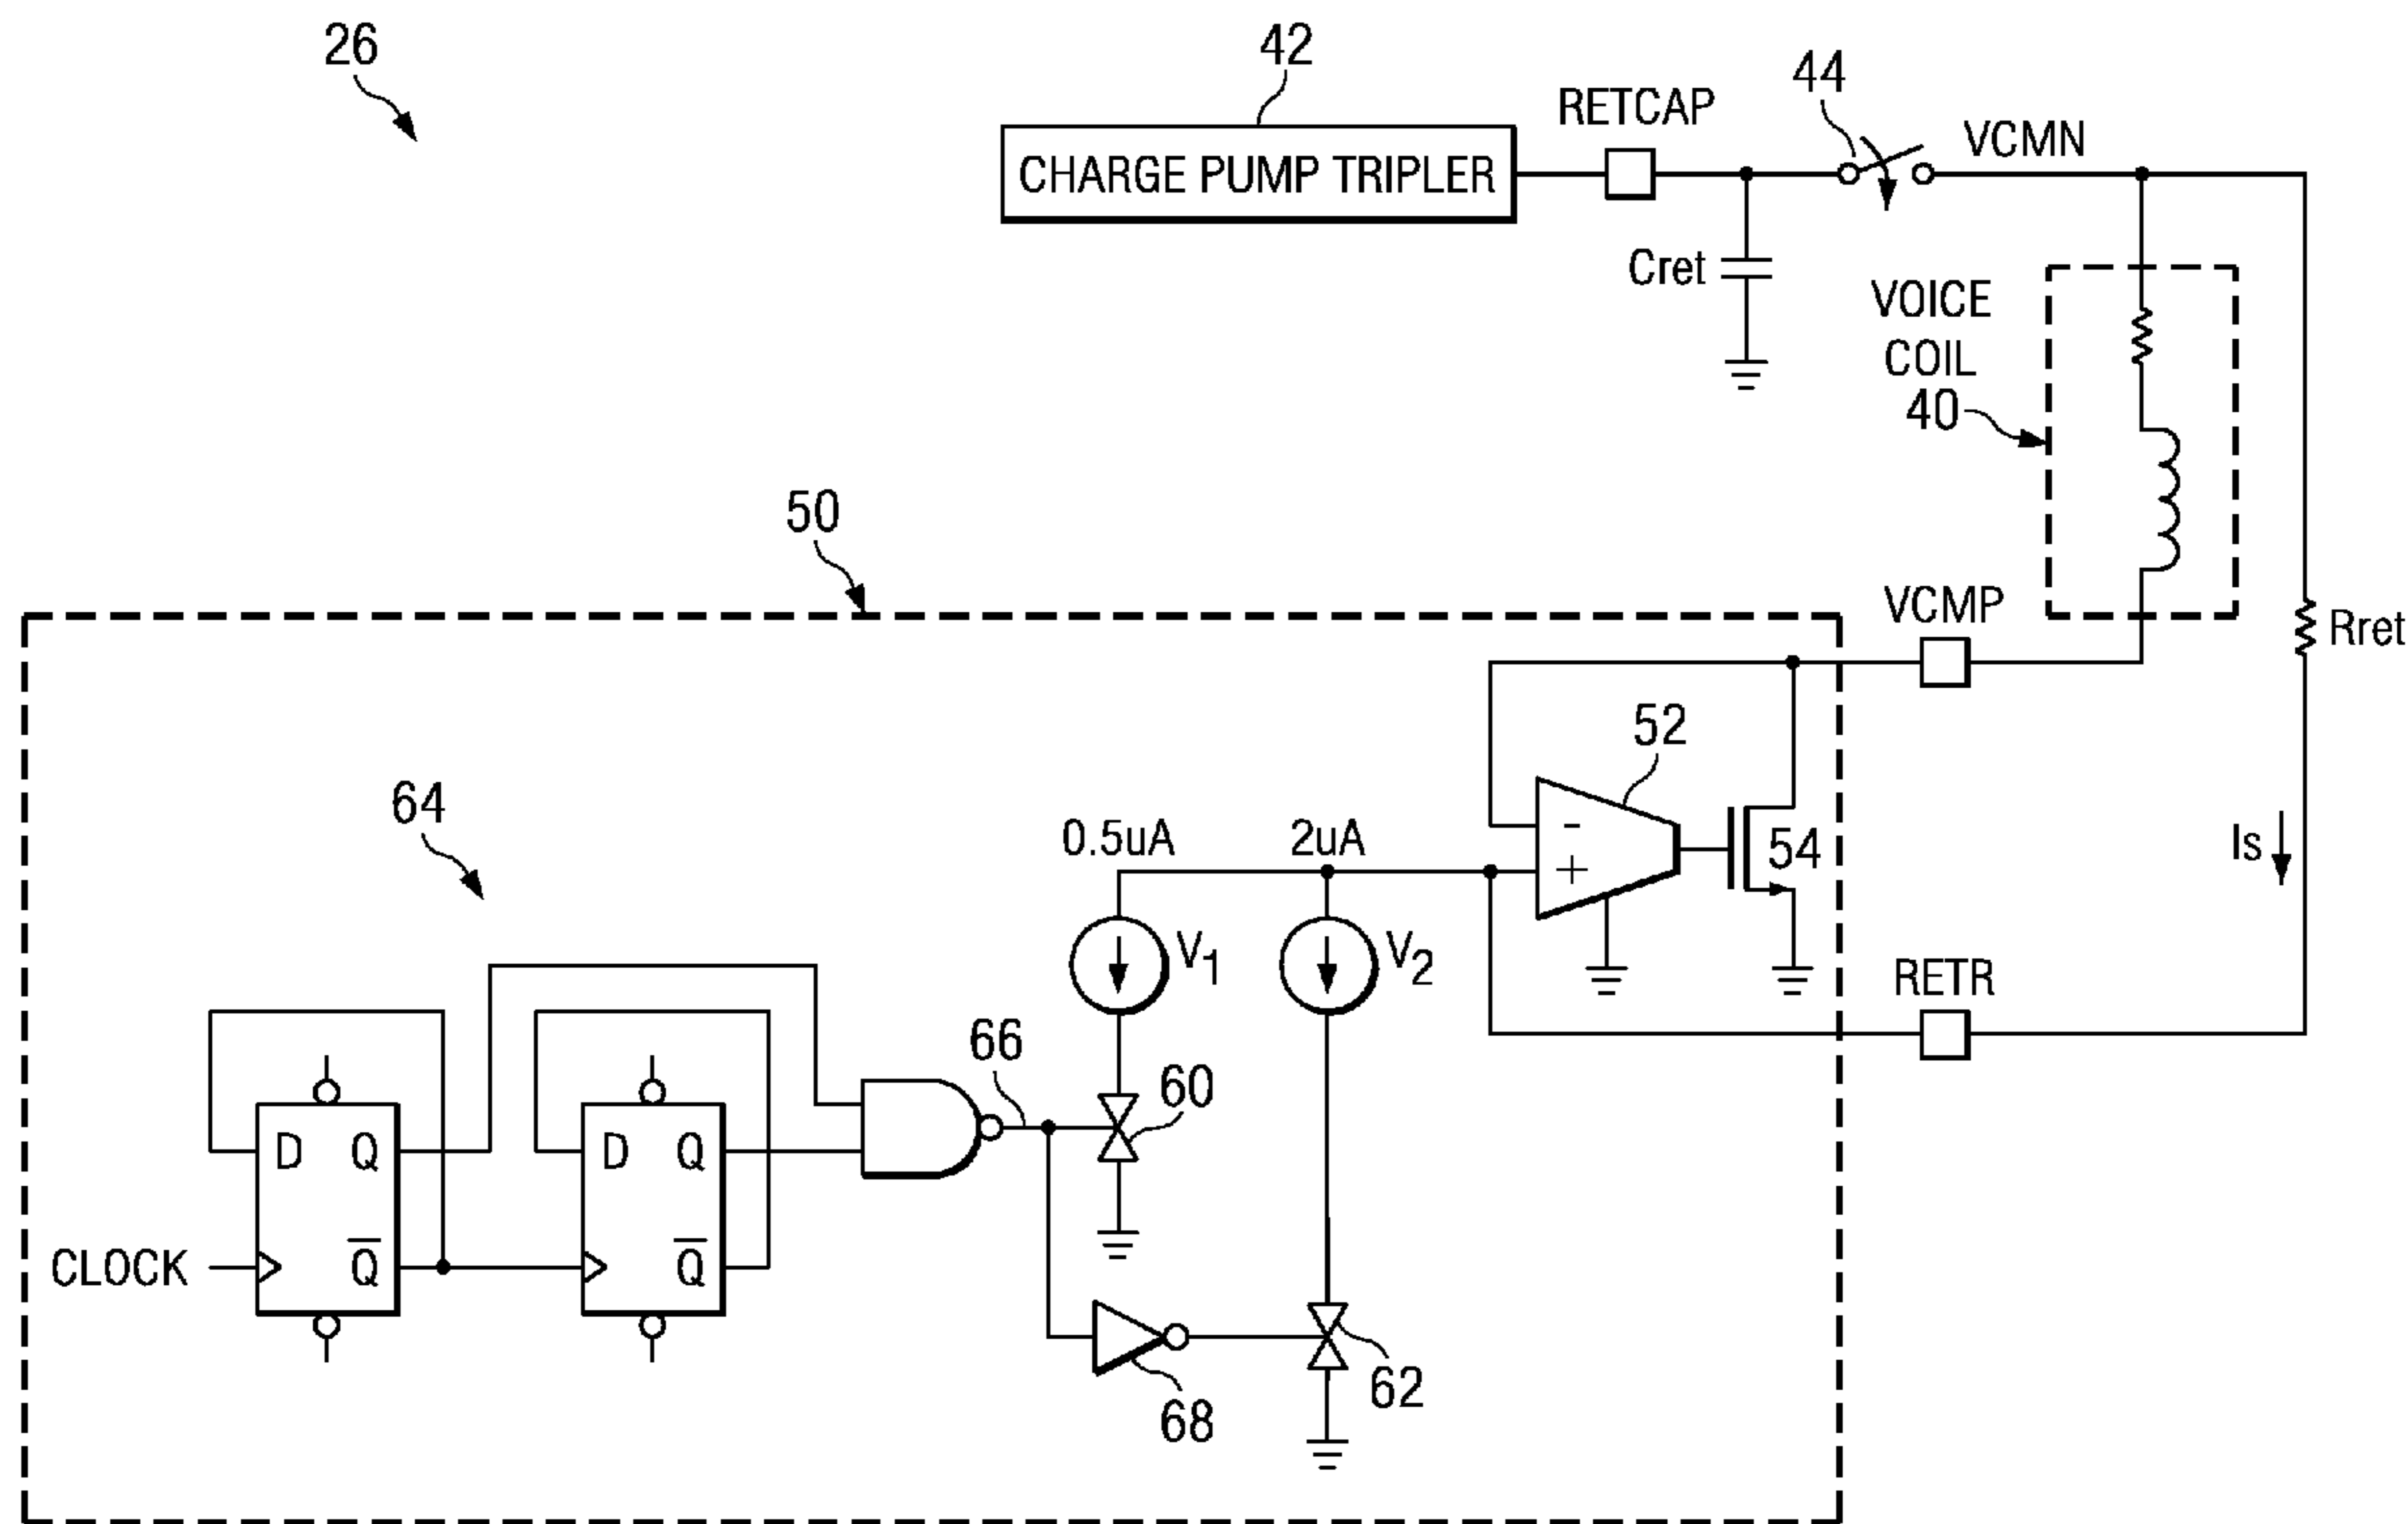 26
42
44
RETCAP
VCMN
CHARGE PUMP TRIPLER
Cret
VOICE
COIL
40
50
VCMP
Rret
52
64
0.5uA
2uA
-
+
54
Is
V1
V2
RETR
66
60
D Q
D Q
CLOCK
Q̅
Q̅
62
68